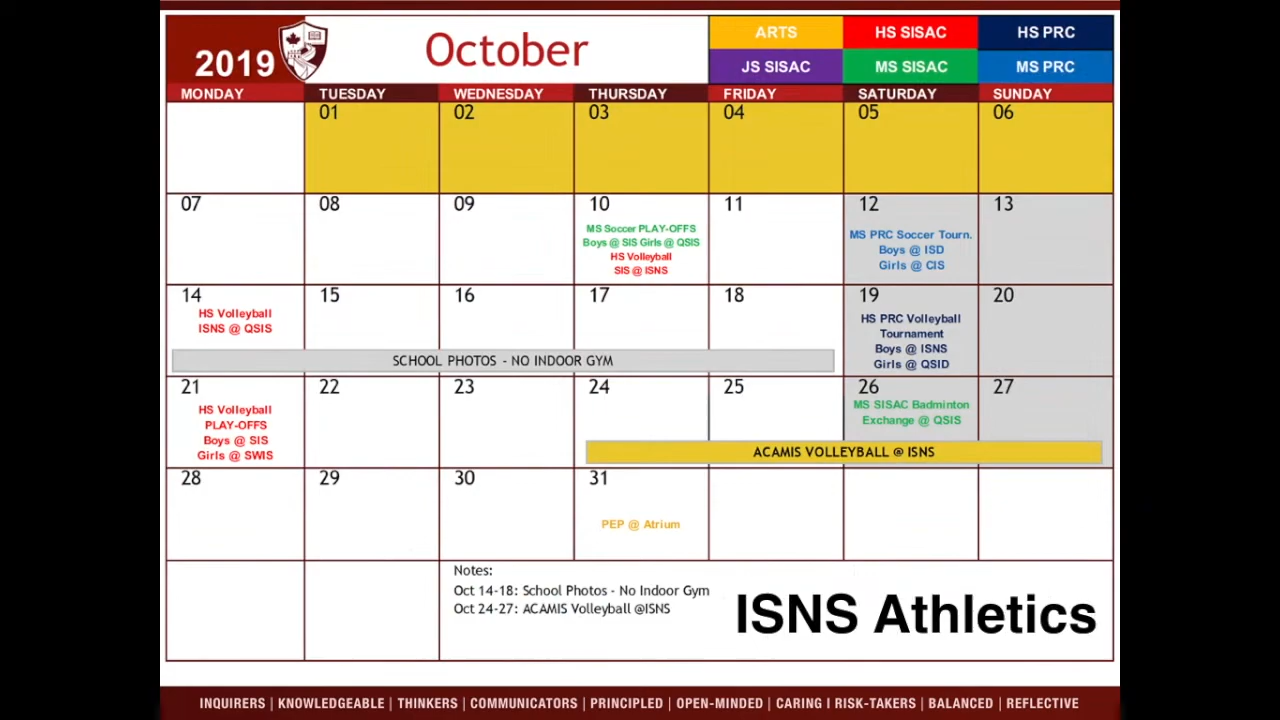 2019
October
ARTS
HS SISAC
HS PRC
JS SISAC
MS SISAC
MS PRC
MONDAY
TUESDAY
WEDNESDAY
THURSDAY
FRIDAY
SATURDAY
SUNDAY
01
02
03
04
05
06
07
08
09
10
MS Soccer PLAY-OFFS
Boys @ SIS Girls @ QSIS
HS Volleyball
SIS @ ISNS
11
12
MS PRC Soccer Tourn.
Boys @ ISD
Girls @ CIS
13
14
HS Volleyball
ISNS @ QSIS
15
16
17
18
19
HS PRC Volleyball
Tournament
Boys @ ISNS
Girls @ QSID
20
SCHOOL PHOTOS - NO INDOOR GYM
21
HS Volleyball
PLAY-OFFS
Boys @ SIS
Girls @ SWIS
22
23
24
25
26
MS SISAC Badminton
Exchange @ QSIS
27
ACAMIS VOLLEYBALL @ ISNS
28
29
30
31
PEP @ Atrium
Notes:
Oct 14-18: School Photos - No Indoor Gym
Oct 24-27: ACAMIS Volleyball @ISNS
ISNS Athletics
INQUIRERS | KNOWLEDGEABLE | THINKERS | COMMUNICATORS | PRINCIPLED | OPEN-MINDED | CARING I RISK-TAKERS | BALANCED | REFLECTIVE